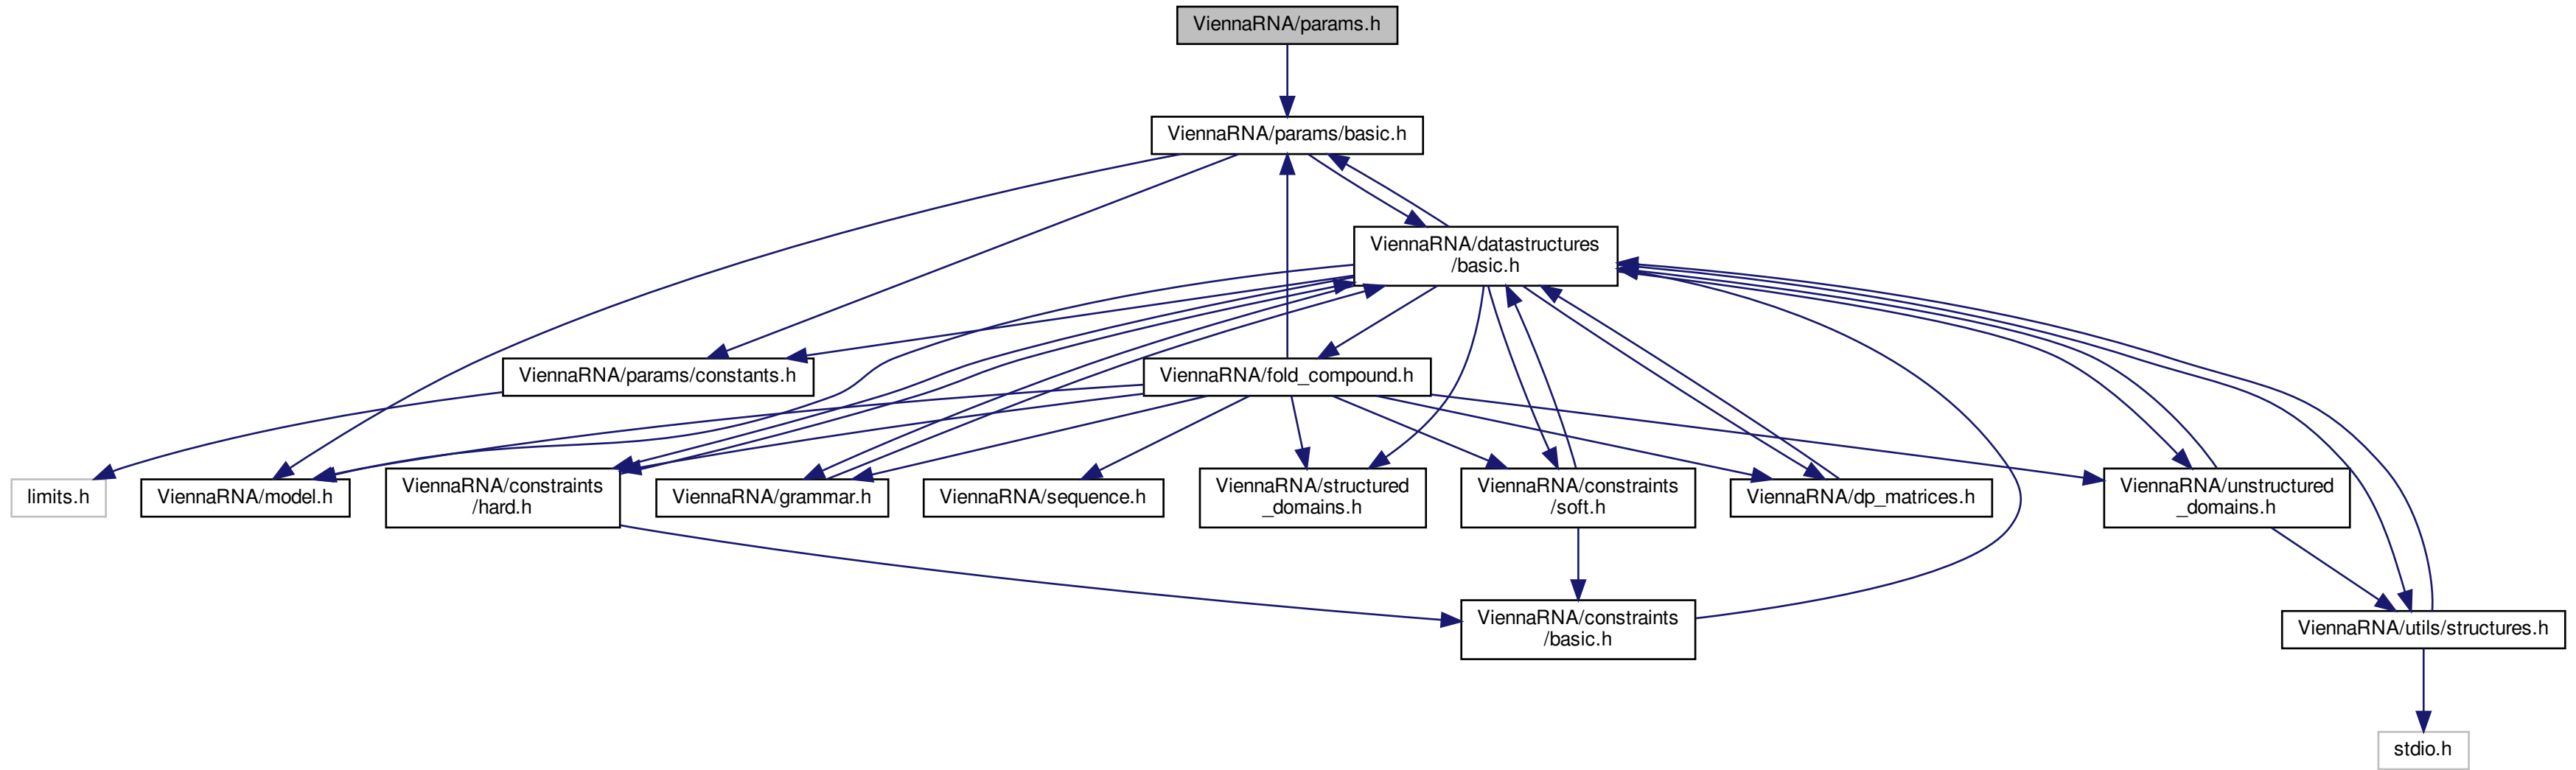 ViennaRNA/params.h
ViennaRNA/params/basic.h
ViennaRNA/datastructures
/basic.h
ViennaRNA/params/constants.h
ViennaRNA/fold_compound.h
limits.h
ViennaRNA/model.h
ViennaRNA/constraints
/hard.h
ViennaRNA/grammar.h
ViennaRNA/sequence.h
ViennaRNA/structured
_domains.h
ViennaRNA/constraints
/soft.h
ViennaRNA/dp_matrices.h
ViennaRNA/unstructured
_domains.h
ViennaRNA/constraints
/basic.h
ViennaRNA/utils/structures.h
stdio.h